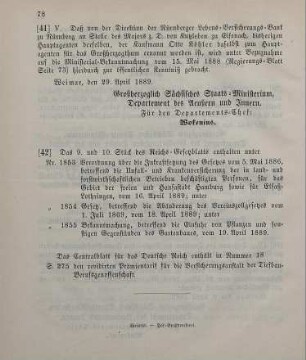 78
[41] V. Daß von der Direktion der Nürnberger Lebens-Versicherungs-Bank
zu Nürnberg an Stelle des Majors z. D. von Kutzleben zu Eisenach, bisherigen
Hauptagenten derselben, der Kaufmann Otto Köhler daselbst zum Haupt-
agenten für das Großherzogthum ernannt worden ist, wird unter Bezugnahme
auf die Ministerial-Bekanntmachung vom 15. Mai 1886 (Regierungs-Blatt
Seite 73) hierdurch zur öffentlichen Kenntniß gebracht.
Weimar, den 29. April 1889.
Großherzoglich Sächsisches Staats-Ministerium,
Departement des Aeußern und Innern.
Für den Departements-Chef:
Wokenius.
[42] Das 9. und 10. Stück des Reichs-Gesetzblatts enthalten unter
Nr. 1853 Verordnung über die Inkraftsetzung des Gesetzes vom 5. Mai 1886,
betreffend die Unfall- und Krankenversicherung der in land- und
forstwirthschaftlichen Betrieben beschäftigten Personen, für das Gebiet
der freien und Hansestadt Hamburg sowie für Elsaß-
Lothringen, vom 16. April 1889; unter
„ 1854 Gesetz, betreffend die Abänderung des Vereinszollgesetzes vom
1. Juli 1869, vom 18. April 1889; unter
„ 1855 Bekanntmachung, betreffend die Einfuhr von Pflanzen und son-
stigen Gegenständen des Gartenbaues, vom 19. April 1889.
Das Centralblatt für das Deutsche Reich enthält in Nummer 18
S. 275 den revidirten Prämientarif für die Versicherungsanstalt der Tiefbau-
Berufsgenossenschaft.
Weimar. — Hof-Buchdruckerei.